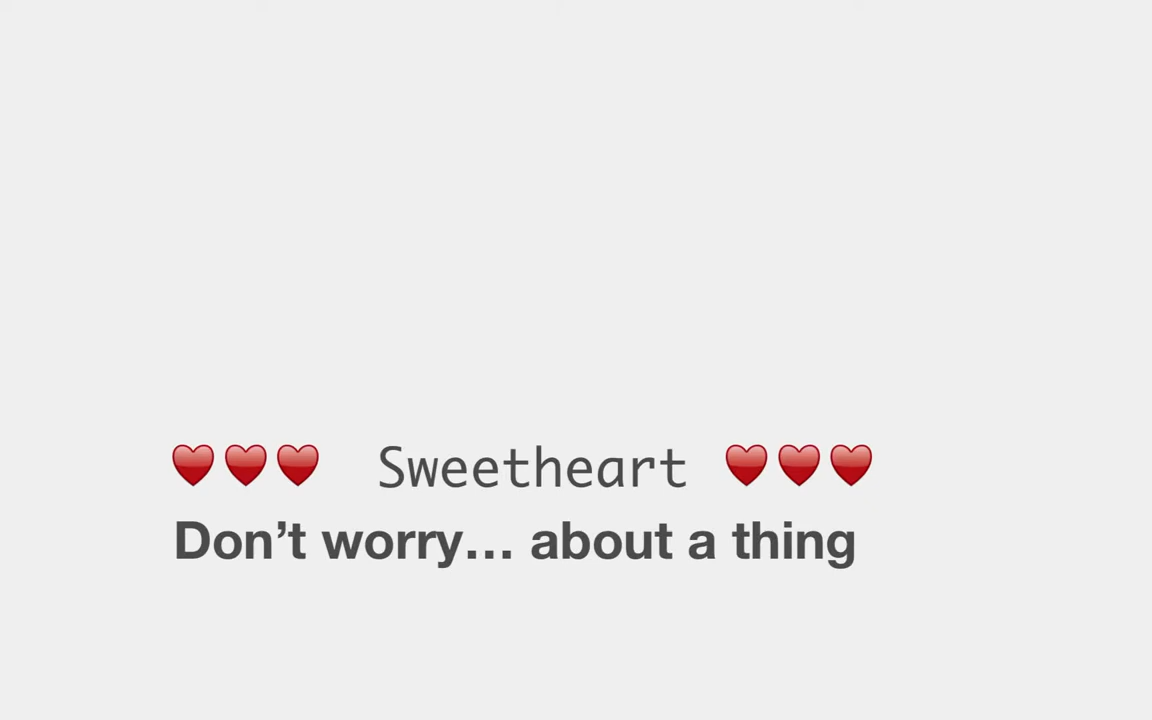 ❤️❤️❤️ Sweetheart ❤️❤️❤️
Don’t worry… about a thing